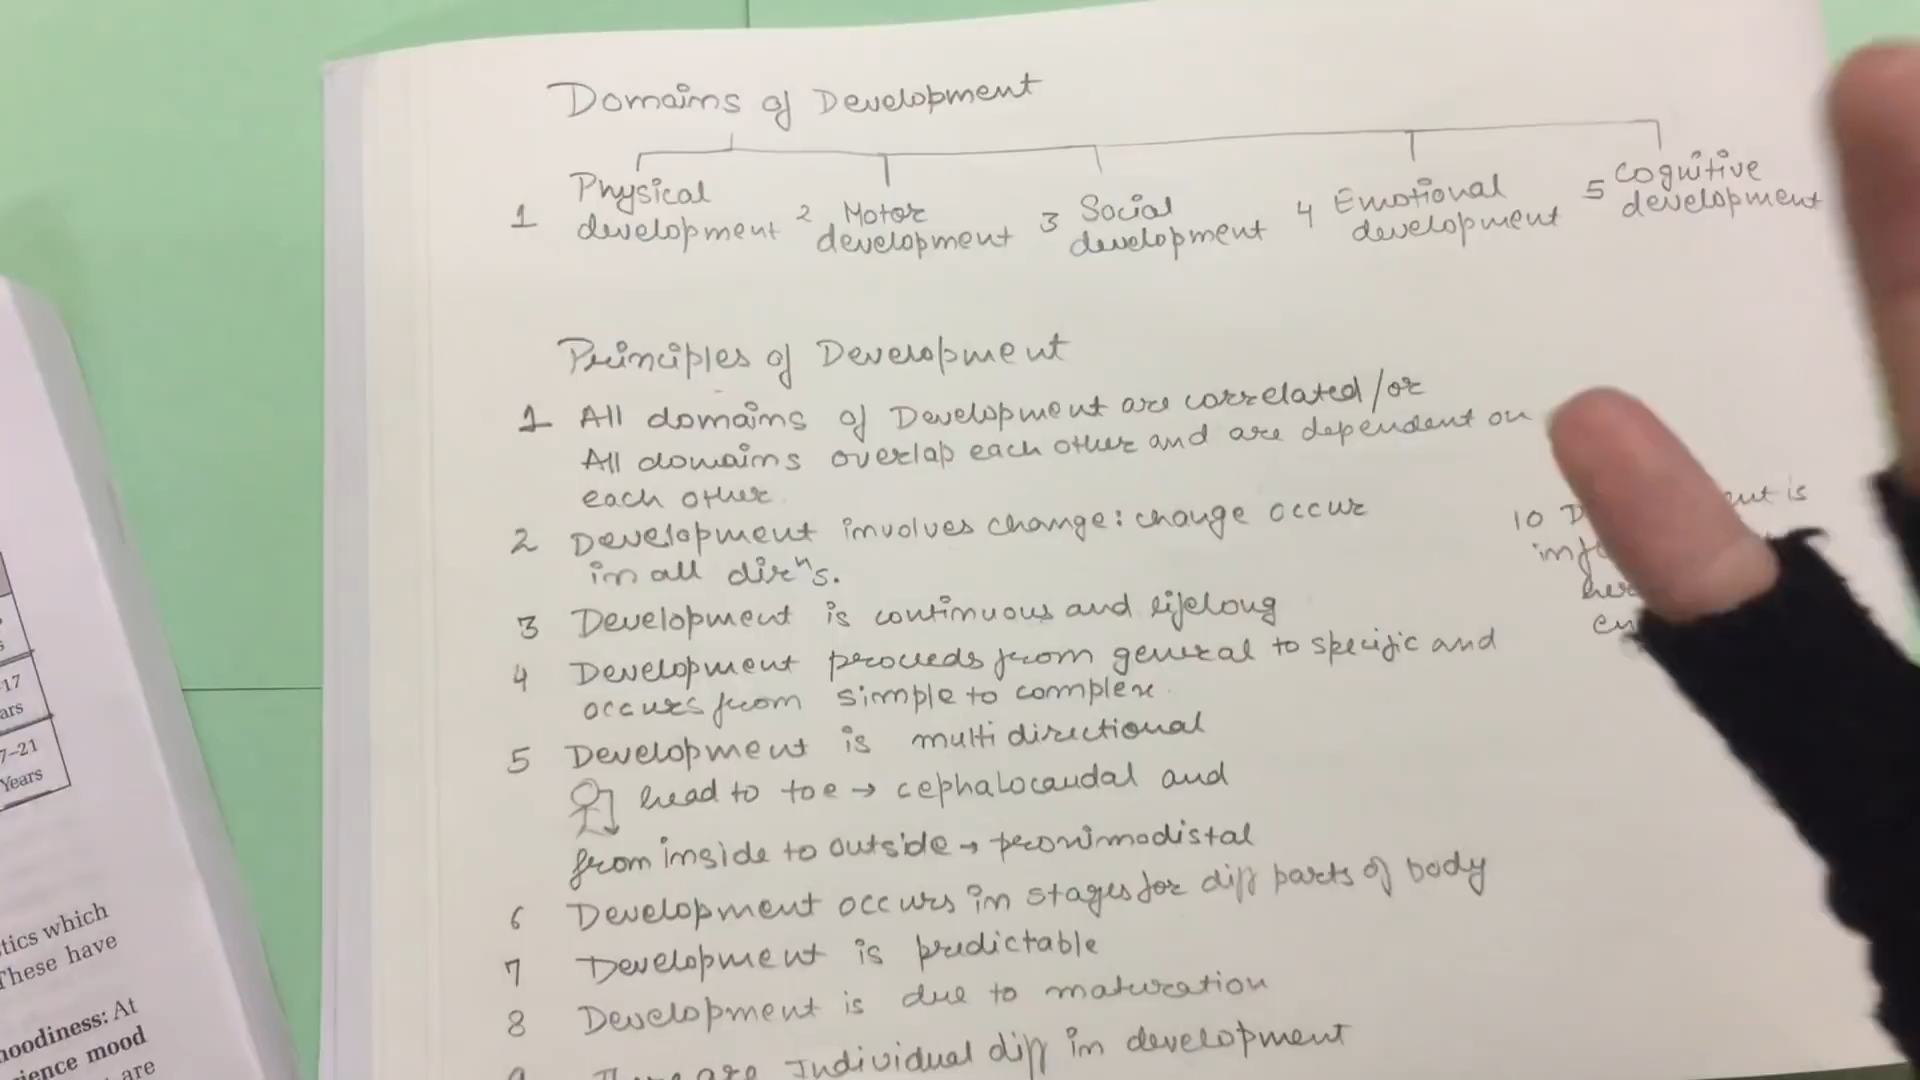 Domains of Development
1 Physical development
2 Motor development
3 Social development
4 Emotional development
5 Cognitive development
Principles of Development
1 All domains of Development are correlated/or
All domains overlap each other and are dependent on
each other.
2 Development involves change: change occur
in all dirⁿs.
3 Development is continuous and lifelong
4 Development proceeds from general to specific and
occurs from simple to complex.
5 Development is multidirectional
head to toe → cephalocaudal and
from inside to outside → proximodistal
6 Development occurs in stages for diff parts of body
7 Development is predictable
8 Development is due to maturation
are Individual diff in development
10
is
17
ars
7–21
Years
tics which
These have
moodiness: At
ience mood
are